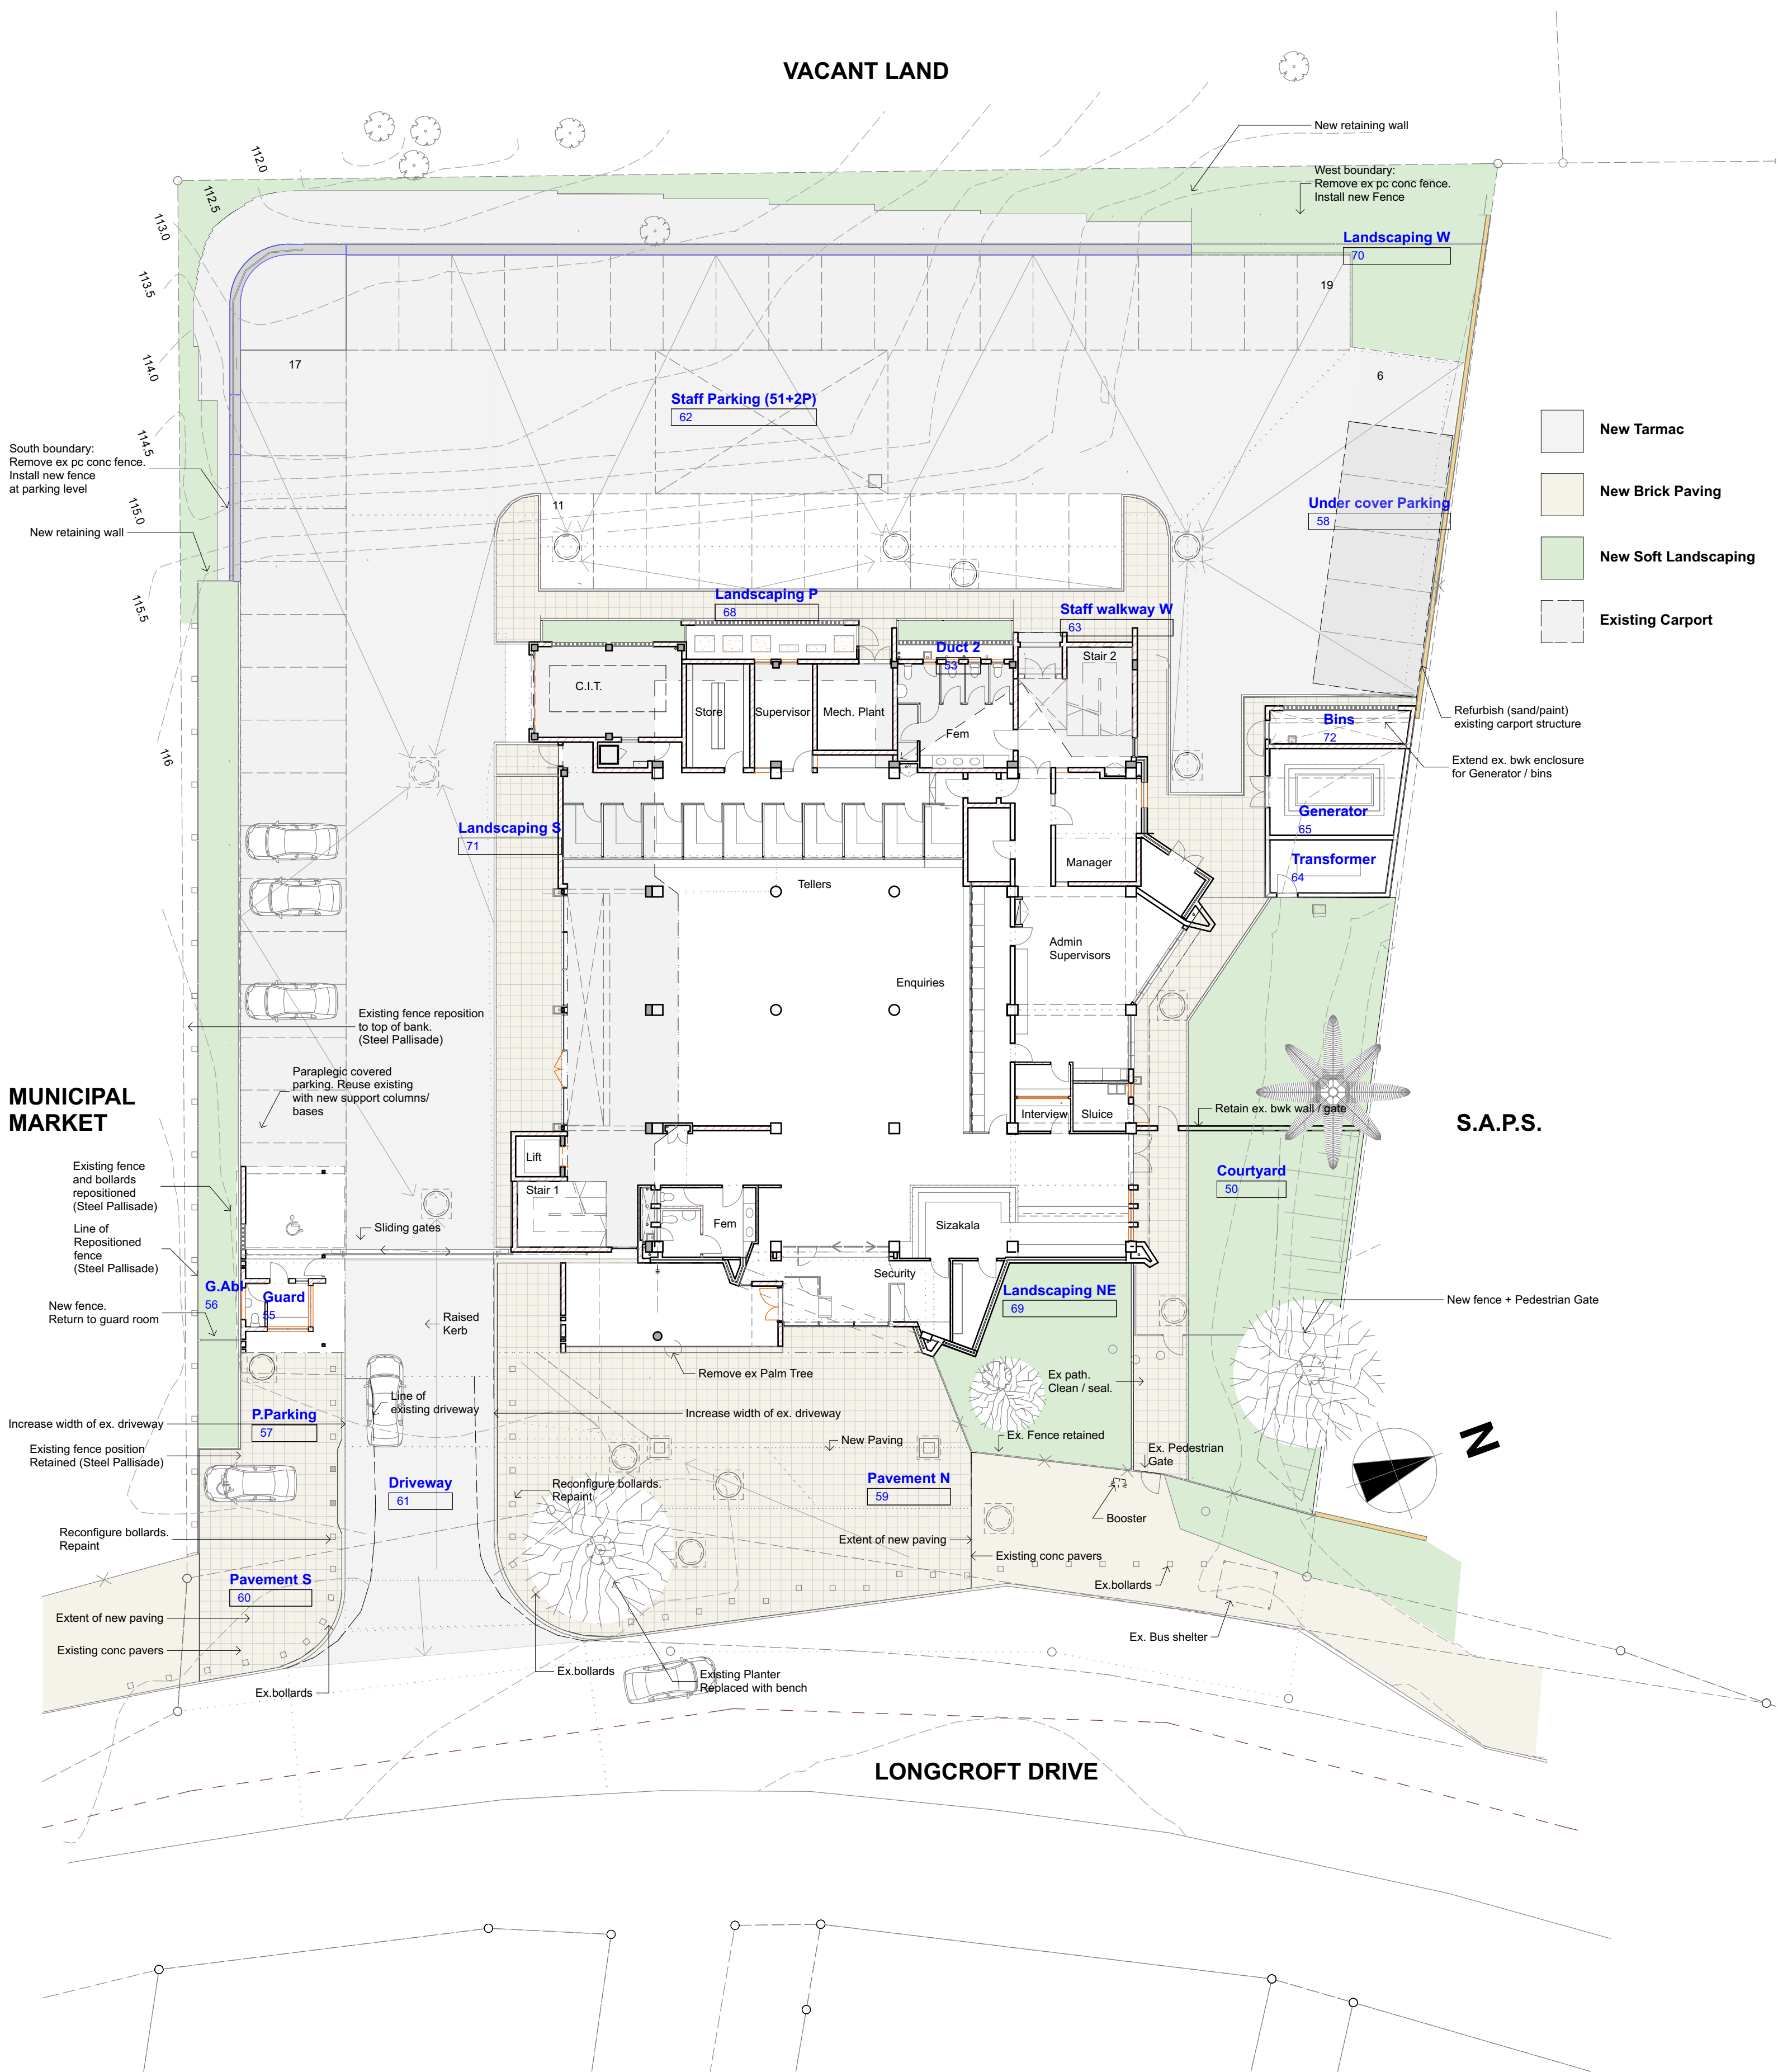 VACANT LAND
New retaining wall
West boundary:
Remove ex pc conc fence.
Install new Fence
112.0
112.5
113.0
113.5
114.0
114.5
115.0
115.5
116
Landscaping W
70
19
17
6
11
Staff Parking (51+2P)
62
South boundary:
Remove ex pc conc fence.
Install new fence
at parking level
New retaining wall
Under cover Parking
58
New Tarmac
New Brick Paving
New Soft Landscaping
Existing Carport
Landscaping P
68
Staff walkway W
63
Duct 2
53
Stair 2
C.I.T.
Store
Supervisor
Mech. Plant
Fem
Refurbish (sand/paint)
existing carport structure
Bins
72
Extend ex. bwk enclosure
for Generator / bins
Generator
65
Transformer
64
Landscaping S
71
Manager
Tellers
Admin
Supervisors
Enquiries
Existing fence reposition
to top of bank.
(Steel Pallisade)
Paraplegic covered
parking. Reuse existing
with new support columns/
bases
MUNICIPAL
MARKET
Interview
Sluice
Retain ex. bwk wall / gate
S.A.P.S.
Lift
Courtyard
50
Existing fence
and bollards
repositioned
(Steel Pallisade)
Stair 1
Fem
Sizakala
Sliding gates
Line of
Repositioned
fence
(Steel Pallisade)
Security
G.Abl
56
Guard
55
Landscaping NE
69
New fence.
Return to guard room
Raised
Kerb
New fence + Pedestrian Gate
Remove ex Palm Tree
Ex path.
Clean / seal.
Line of
existing driveway
P.Parking
57
Increase width of ex. driveway
Increase width of ex. driveway
Existing fence position
Retained (Steel Pallisade)
New Paving
Ex. Fence retained
Ex. Pedestrian
Gate
N
Driveway
61
Reconfigure bollards.
Repaint
Pavement N
59
Booster
Reconfigure bollards.
Repaint
Extent of new paving
Existing conc pavers
Pavement S
60
Ex.bollards
Extent of new paving
Existing conc pavers
Ex. Bus shelter
Ex.bollards
Existing Planter
Replaced with bench
Ex.bollards
LONGCROFT DRIVE